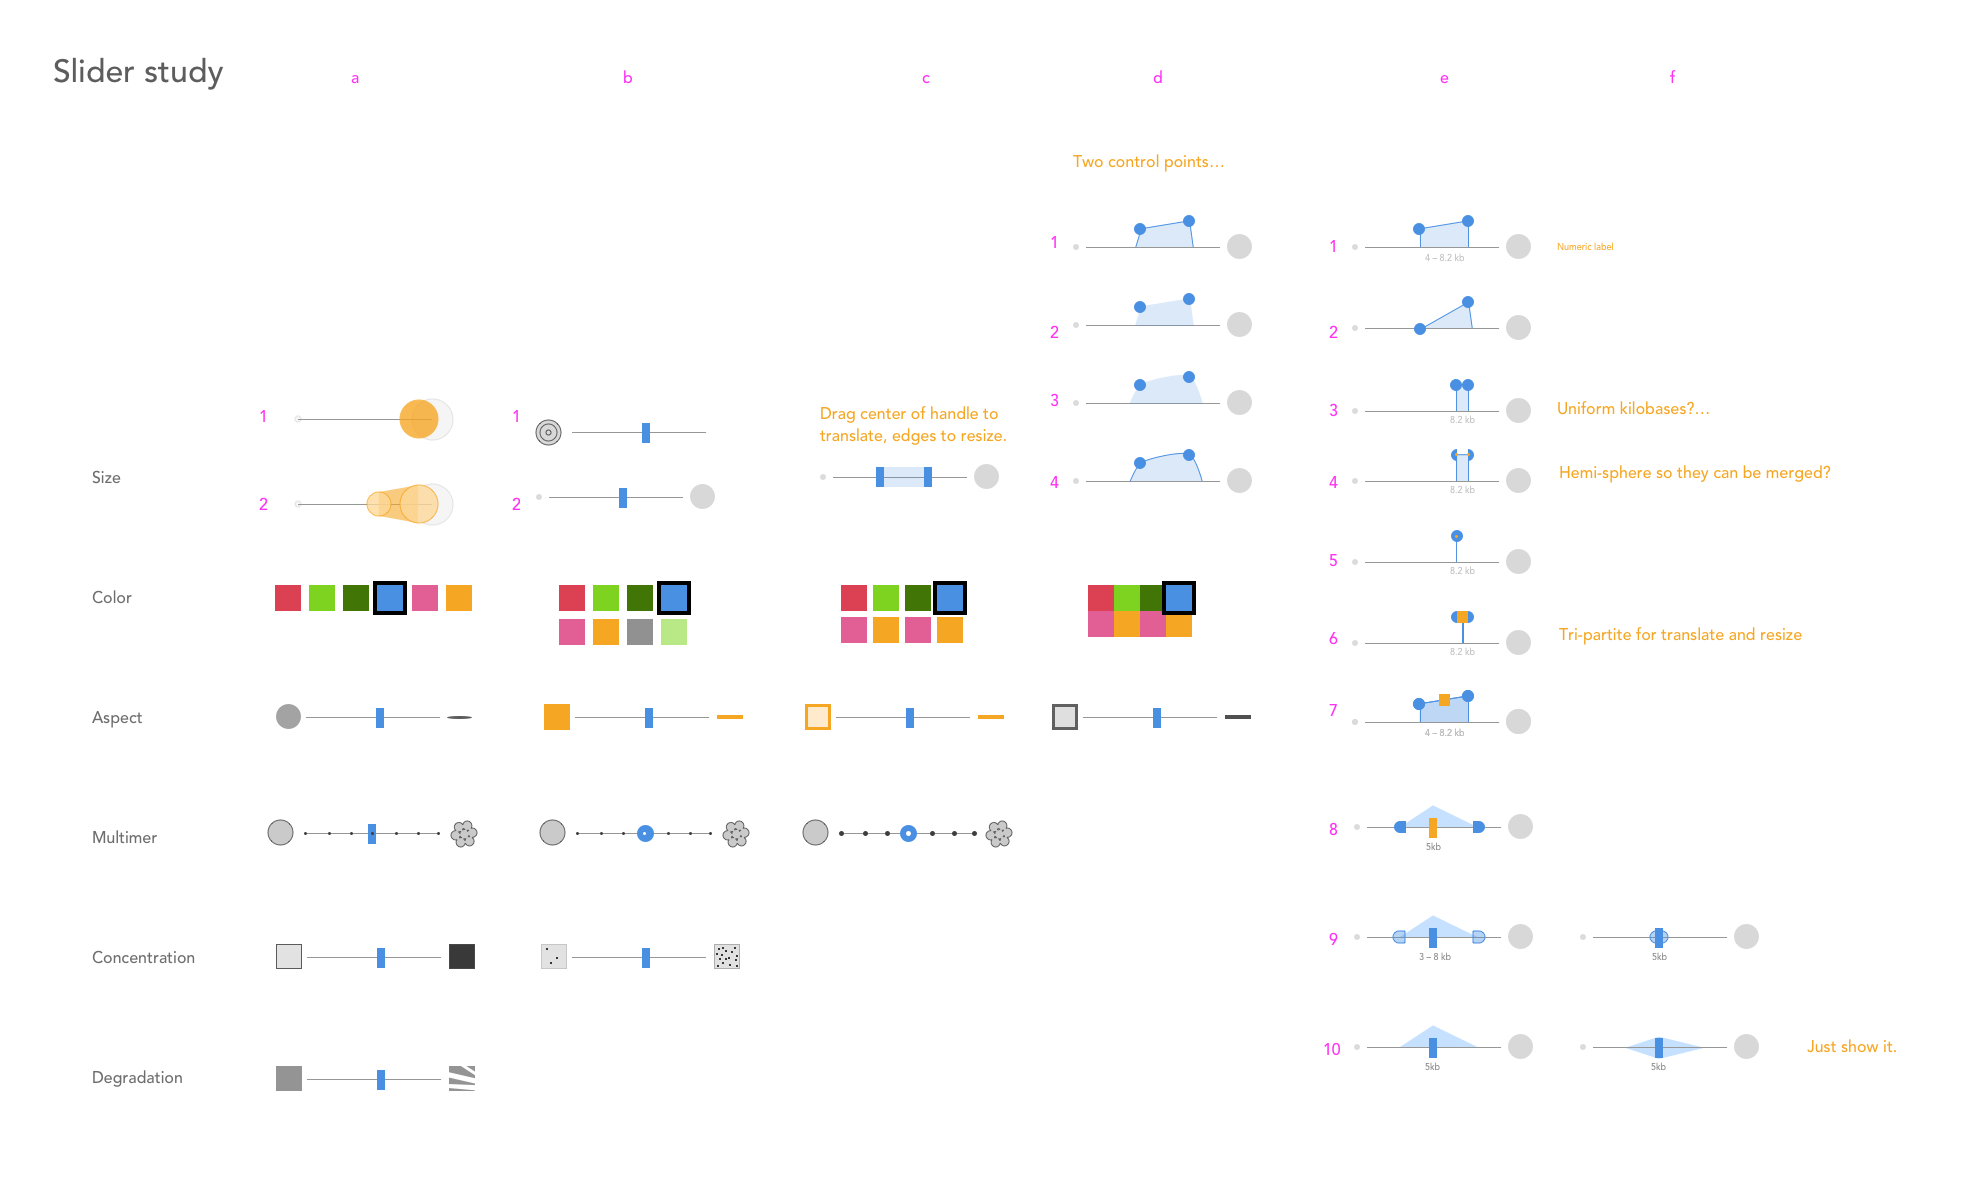 Slider study
a
b
c
d
e
f
Two control points...
1
1
4 – 8.2 kb
Numeric label
2
2
3
3
8.2 kb
Uniform kilobases?...
1
1
Drag center of handle to
translate, edges to resize.
Size
2
2
4
4
8.2 kb
Hemi-sphere so they can be merged?
5
8.2 kb
Color
6
8.2 kb
Tri-partite for translate and resize
Aspect
7
4 – 8.2 kb
Multimer
8
5kb
Concentration
9
3 – 8 kb
5kb
Degradation
10
5kb
5kb
Just show it.